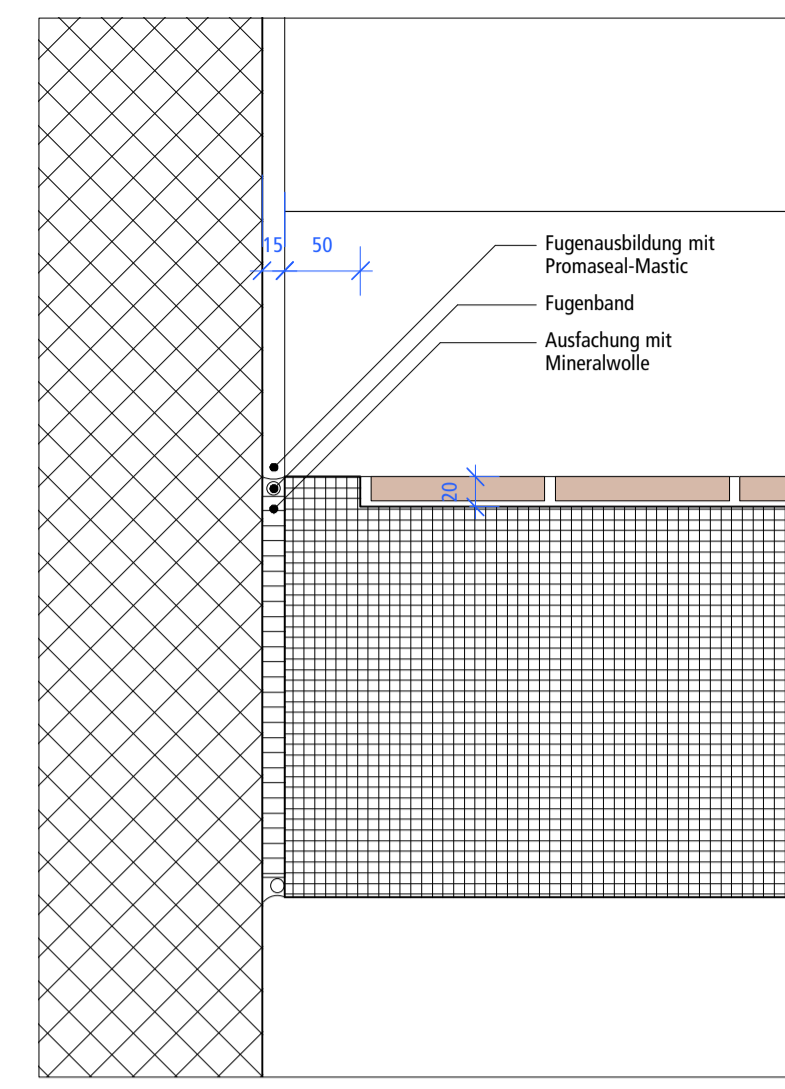 15 50
Fugenausbildung mit
Promaseal-Mastic
Fugenband
Ausfachung mit
Mineralwolle
20